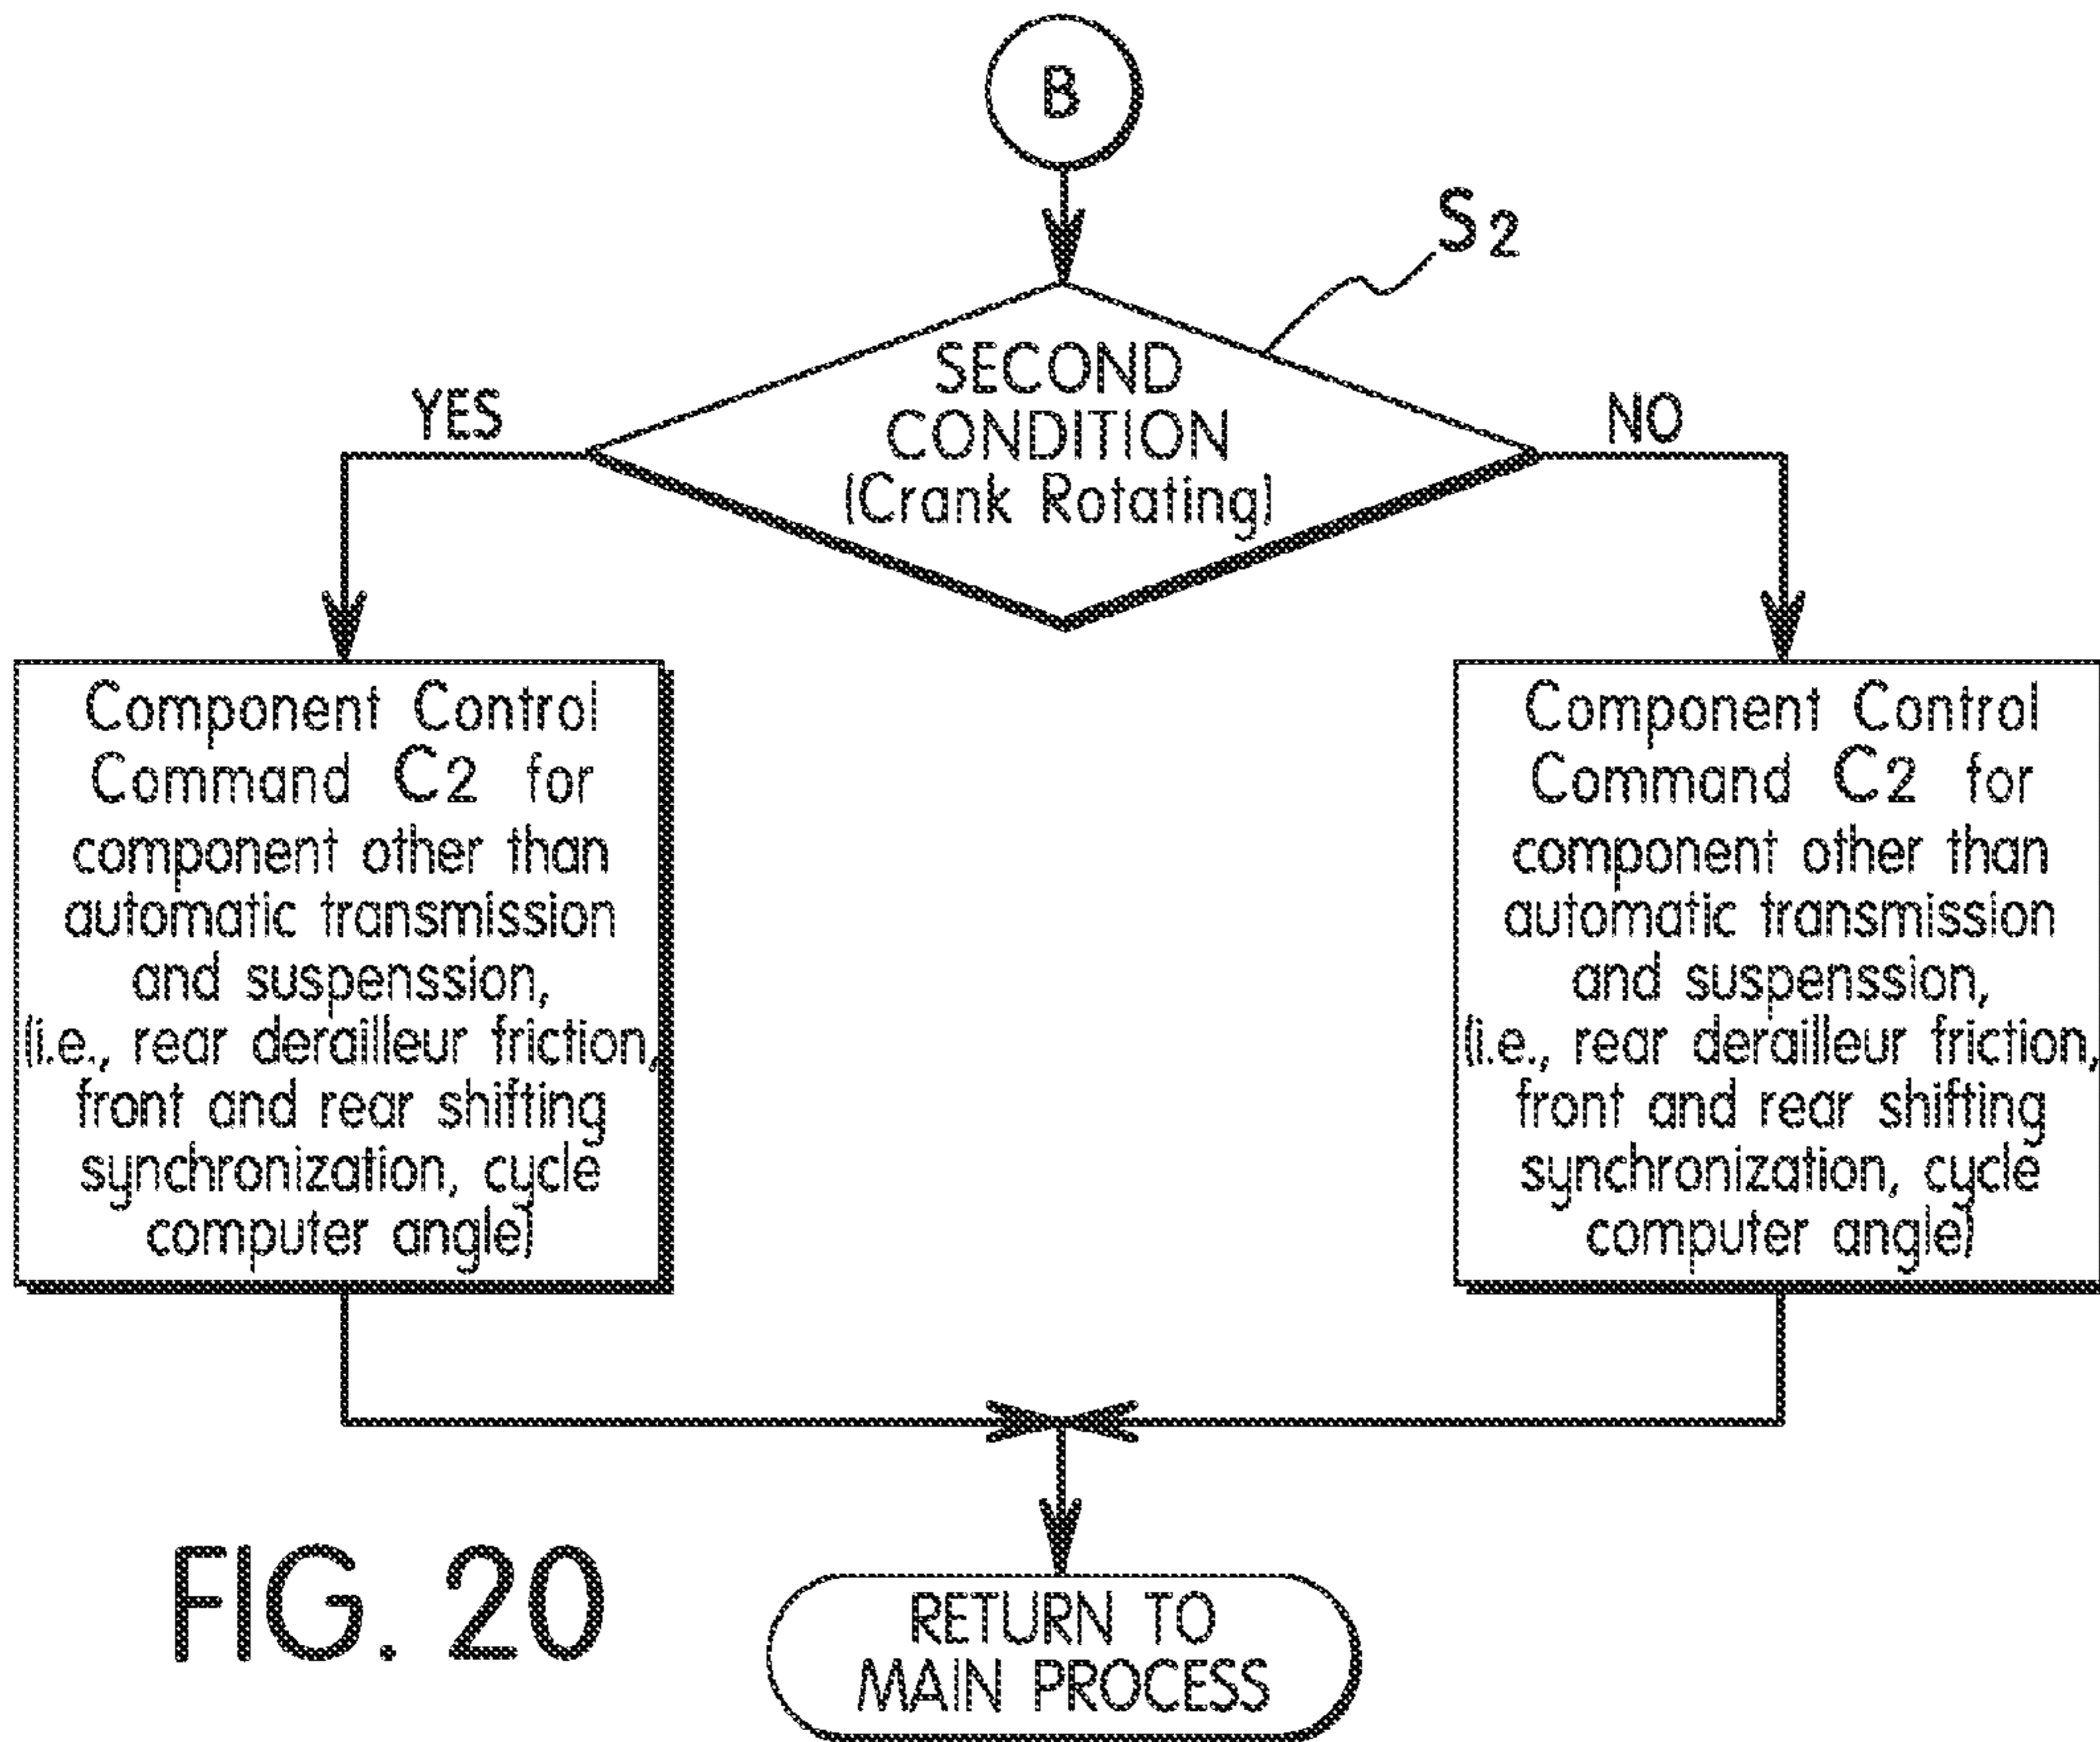 B
S2
SECOND
CONDITION
(Crank Rotating)
YES
NO
Component Control
Command C2 for
component other than
automatic transmission
and suspenssion,
(i.e., rear derailleur friction,
front and rear shifting
synchronization, cycle
computer angle)
Component Control
Command C2 for
component other than
automatic transmission
and suspenssion,
(i.e., rear derailleur friction,
front and rear shifting
synchronization, cycle
computer angle)
RETURN TO
MAIN PROCESS
FIG. 20